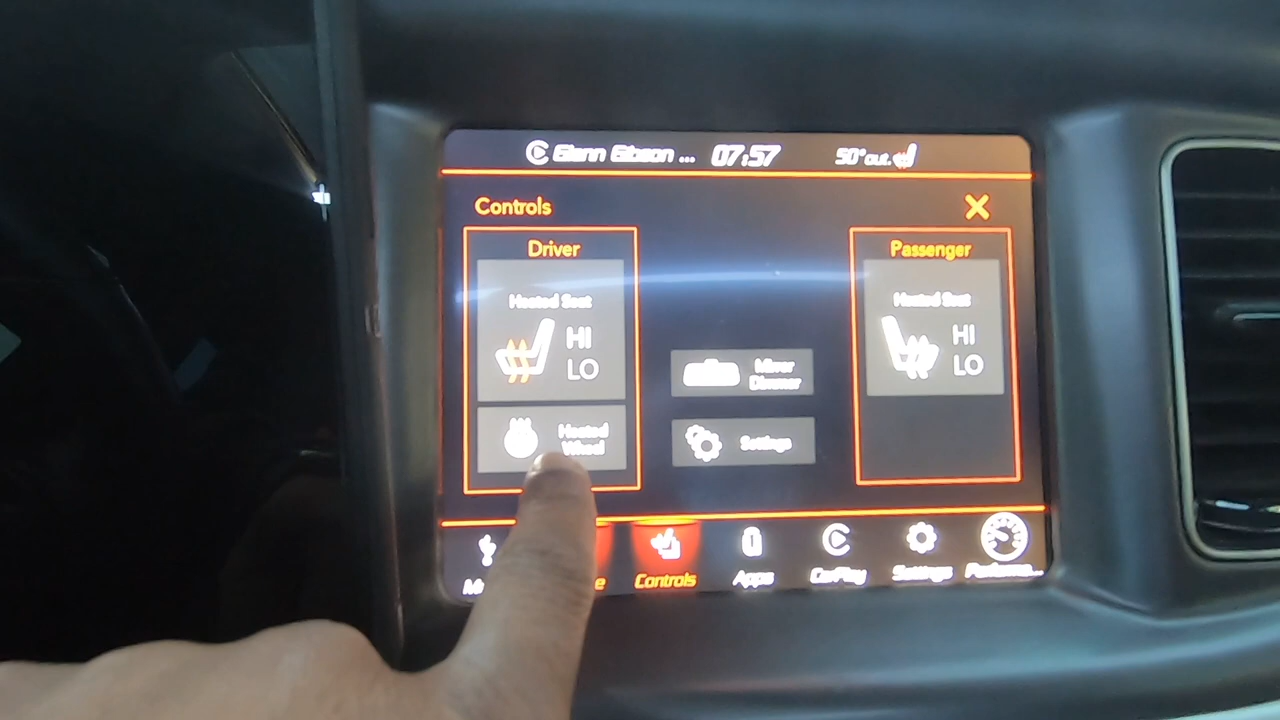 Glenn Gibson ... 07:57 50° out.
Controls
Driver
Passenger
Heated Seat
HI
LO
Heated
Wheel
Mirror
Dimmer
Settings
Heated Seat
HI
LO
Controls
Apps
CarPlay
Settings